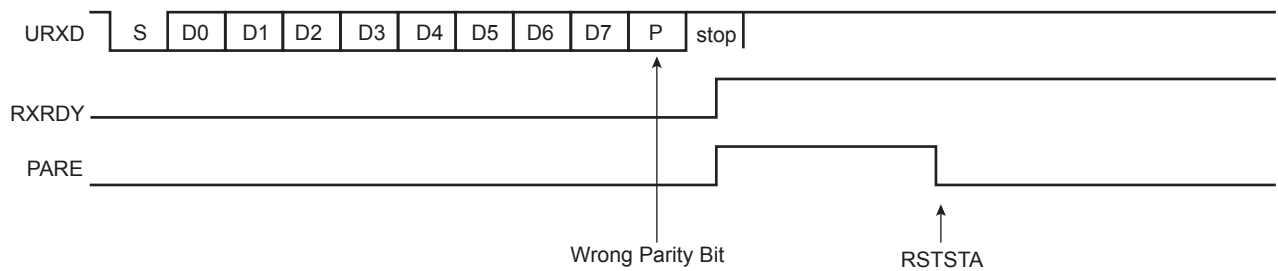 URXD S D0 D1 D2 D3 D4 D5 D6 D7 P stop
RXRDY
PARE
Wrong Parity Bit RSTSTA